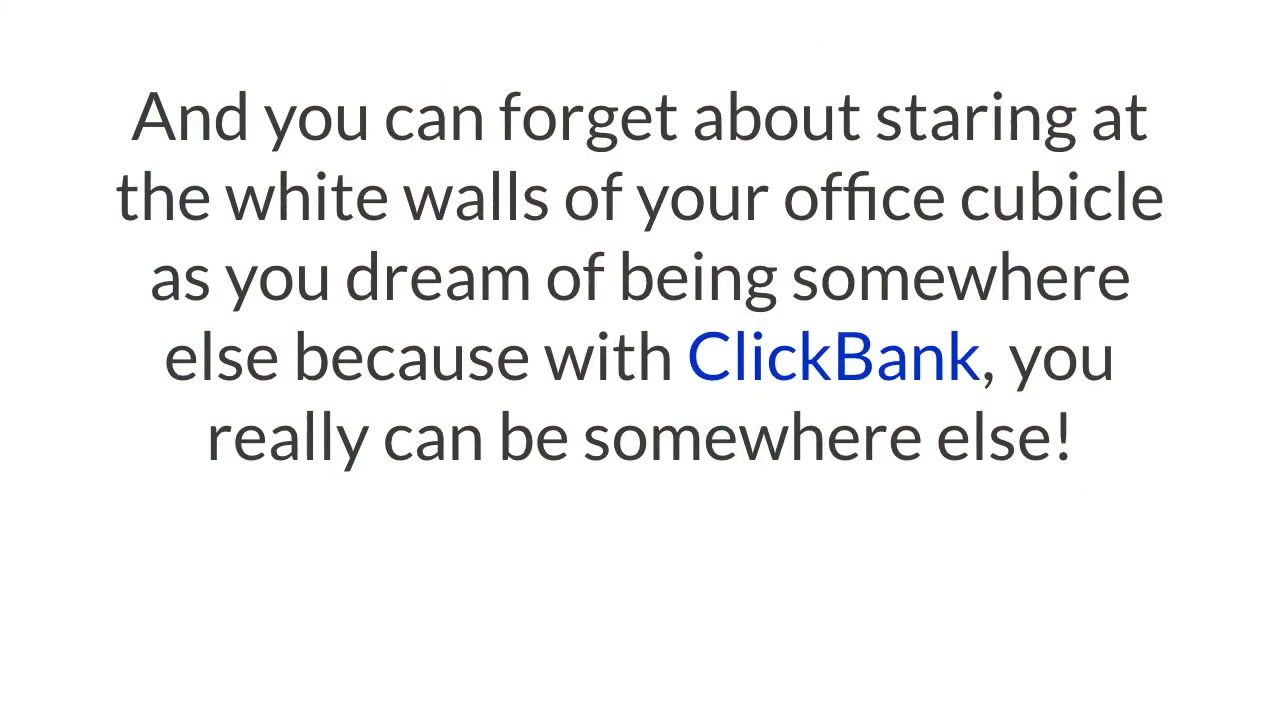 And you can forget about staring at
the white walls of your office cubicle
as you dream of being somewhere
else because with ClickBank, you
really can be somewhere else!